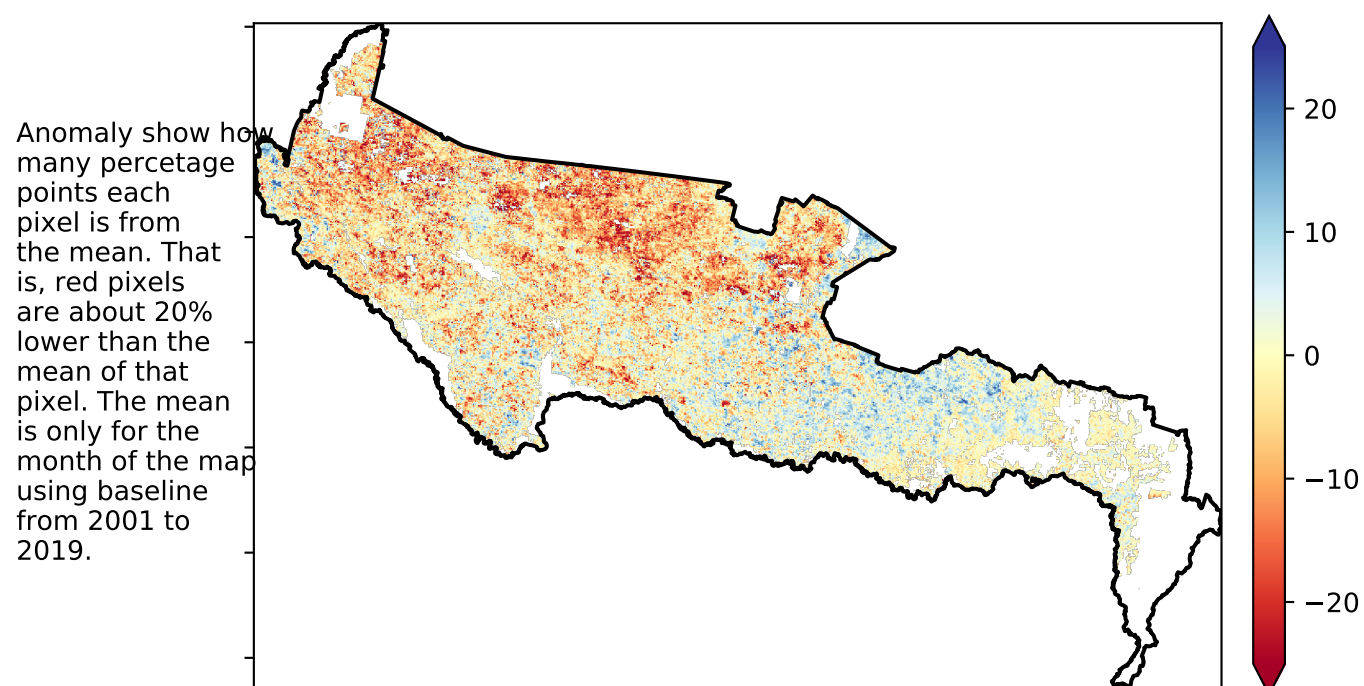 Anomaly show how
many percetage
points each
pixel is from
the mean. That
is, red pixels
are about 20%
lower than the
mean of that
pixel. The mean
is only for the
month of the map
using baseline
from 2001 to
2019.
20
10
0
−10
−20